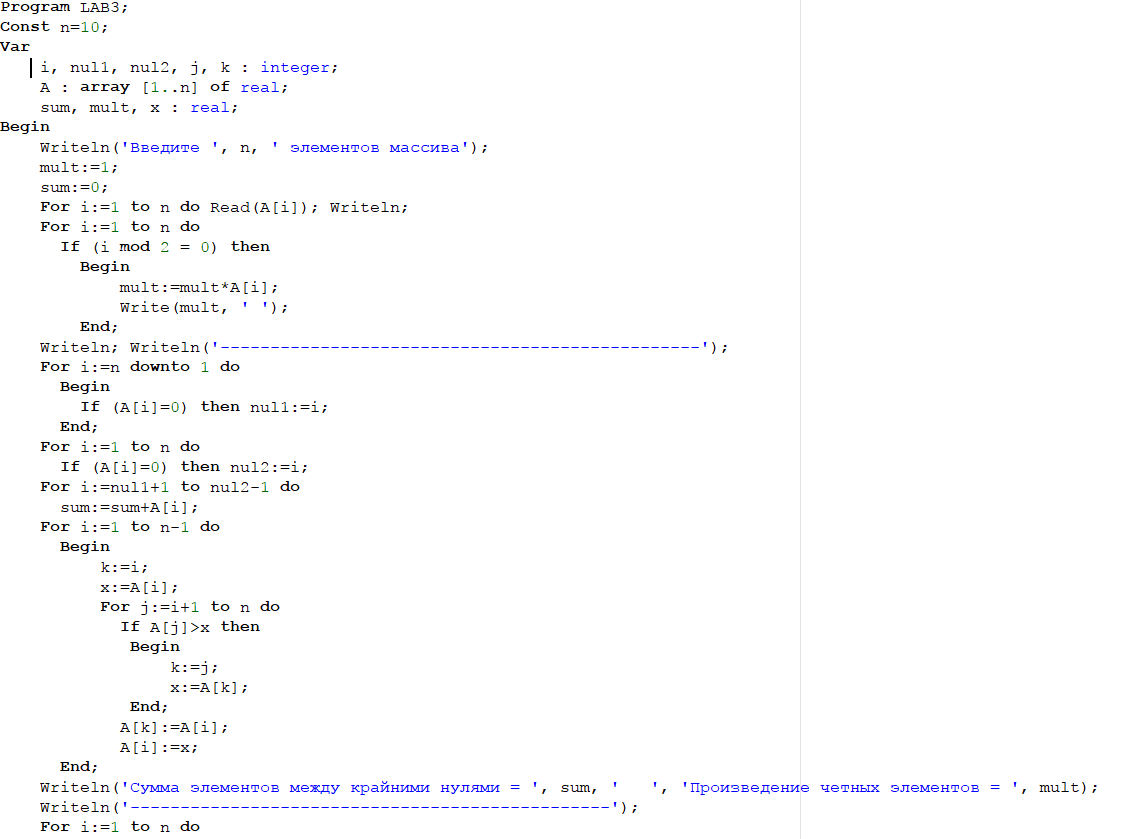 Program LAB3;
Const n=10;
Var
i, nul1, nul2, j, k : integer;
A : array [1..n] of real;
sum, mult, x : real;
Begin
Writeln('Введите ', n, ' элементов массива');
mult:=1;
sum:=0;
For i:=1 to n do Read(A[i]); Writeln;
For i:=1 to n do
If (i mod 2 = 0) then
Begin
mult:=mult*A[i];
Write(mult, ' ');
End;
Writeln; Writeln('------------------------------------------------');
For i:=n downto 1 do
Begin
If (A[i]=0) then nul1:=i;
End;
For i:=1 to n do
If (A[i]=0) then nul2:=i;
For i:=nul1+1 to nul2-1 do
sum:=sum+A[i];
For i:=1 to n-1 do
Begin
k:=i;
x:=A[i];
For j:=i+1 to n do
If A[j]>x then
Begin
k:=j;
x:=A[k];
End;
A[k]:=A[i];
A[i]:=x;
End;
Writeln('Сумма элементов между крайними нулями = ', sum, '   ', 'Произведение четных элементов = ', mult);
Writeln('------------------------------------------------');
For i:=1 to n do